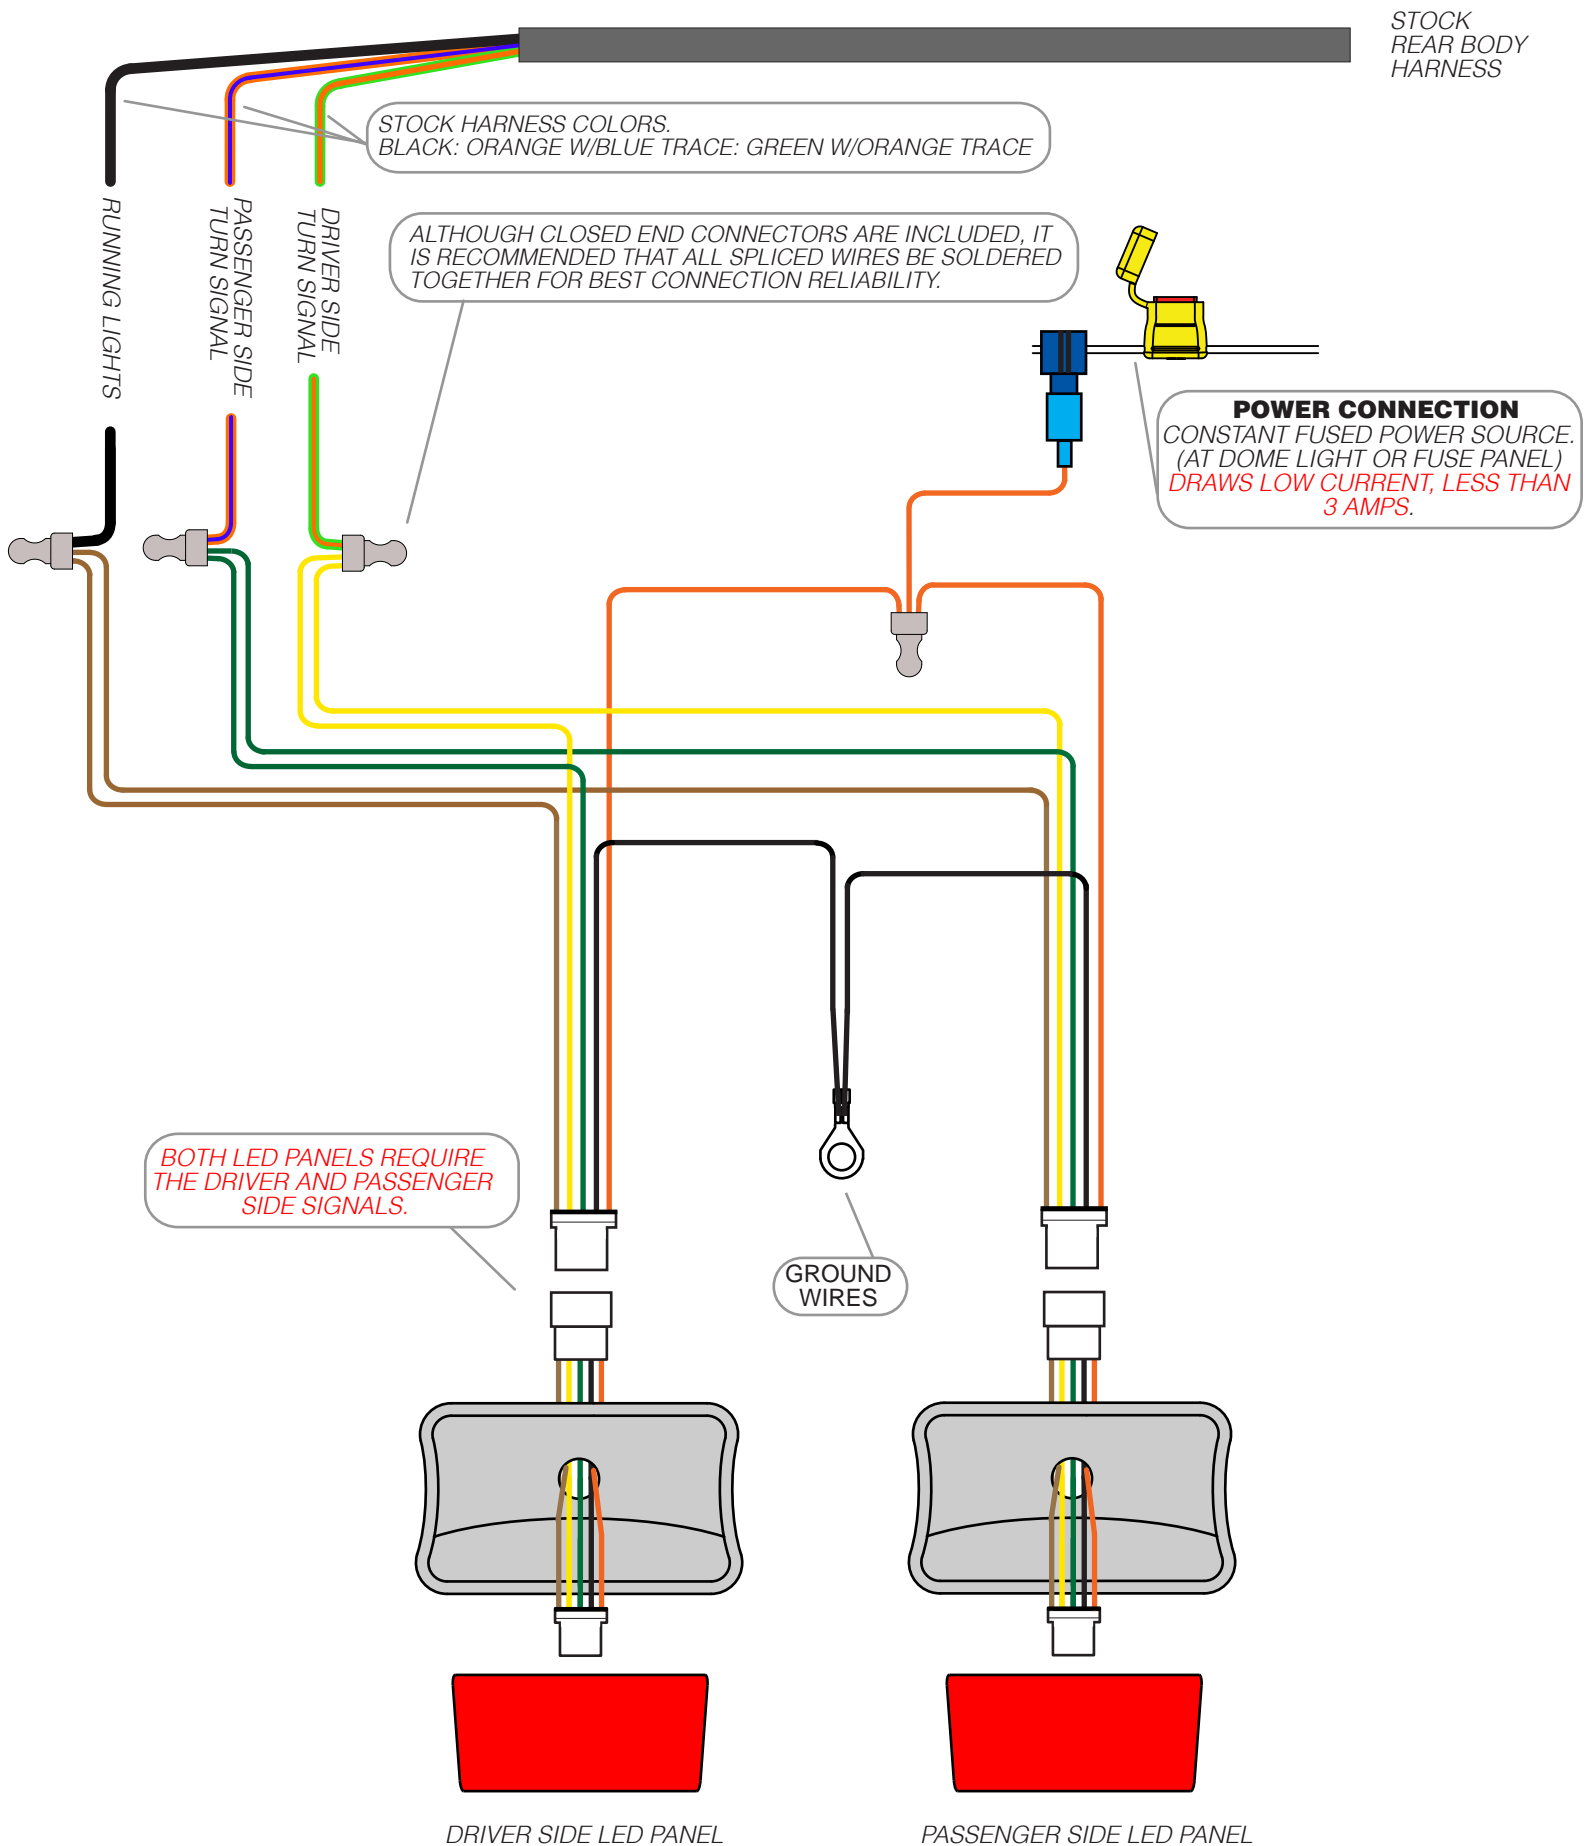 STOCK
REAR BODY
HARNESS
STOCK HARNESS COLORS.
BLACK: ORANGE W/BLUE TRACE: GREEN W/ORANGE TRACE
RUNNING LIGHTS
PASSENGER SIDE
TURN SIGNAL
DRIVER SIDE
TURN SIGNAL
ALTHOUGH CLOSED END CONNECTORS ARE INCLUDED, IT
IS RECOMMENDED THAT ALL SPLICED WIRES BE SOLDERED
TOGETHER FOR BEST CONNECTION RELIABILITY.
POWER CONNECTION
CONSTANT FUSED POWER SOURCE.
(AT DOME LIGHT OR FUSE PANEL)
DRAWS LOW CURRENT, LESS THAN
3 AMPS.
BOTH LED PANELS REQUIRE
THE DRIVER AND PASSENGER
SIDE SIGNALS.
GROUND
WIRES
DRIVER SIDE LED PANEL
PASSENGER SIDE LED PANEL